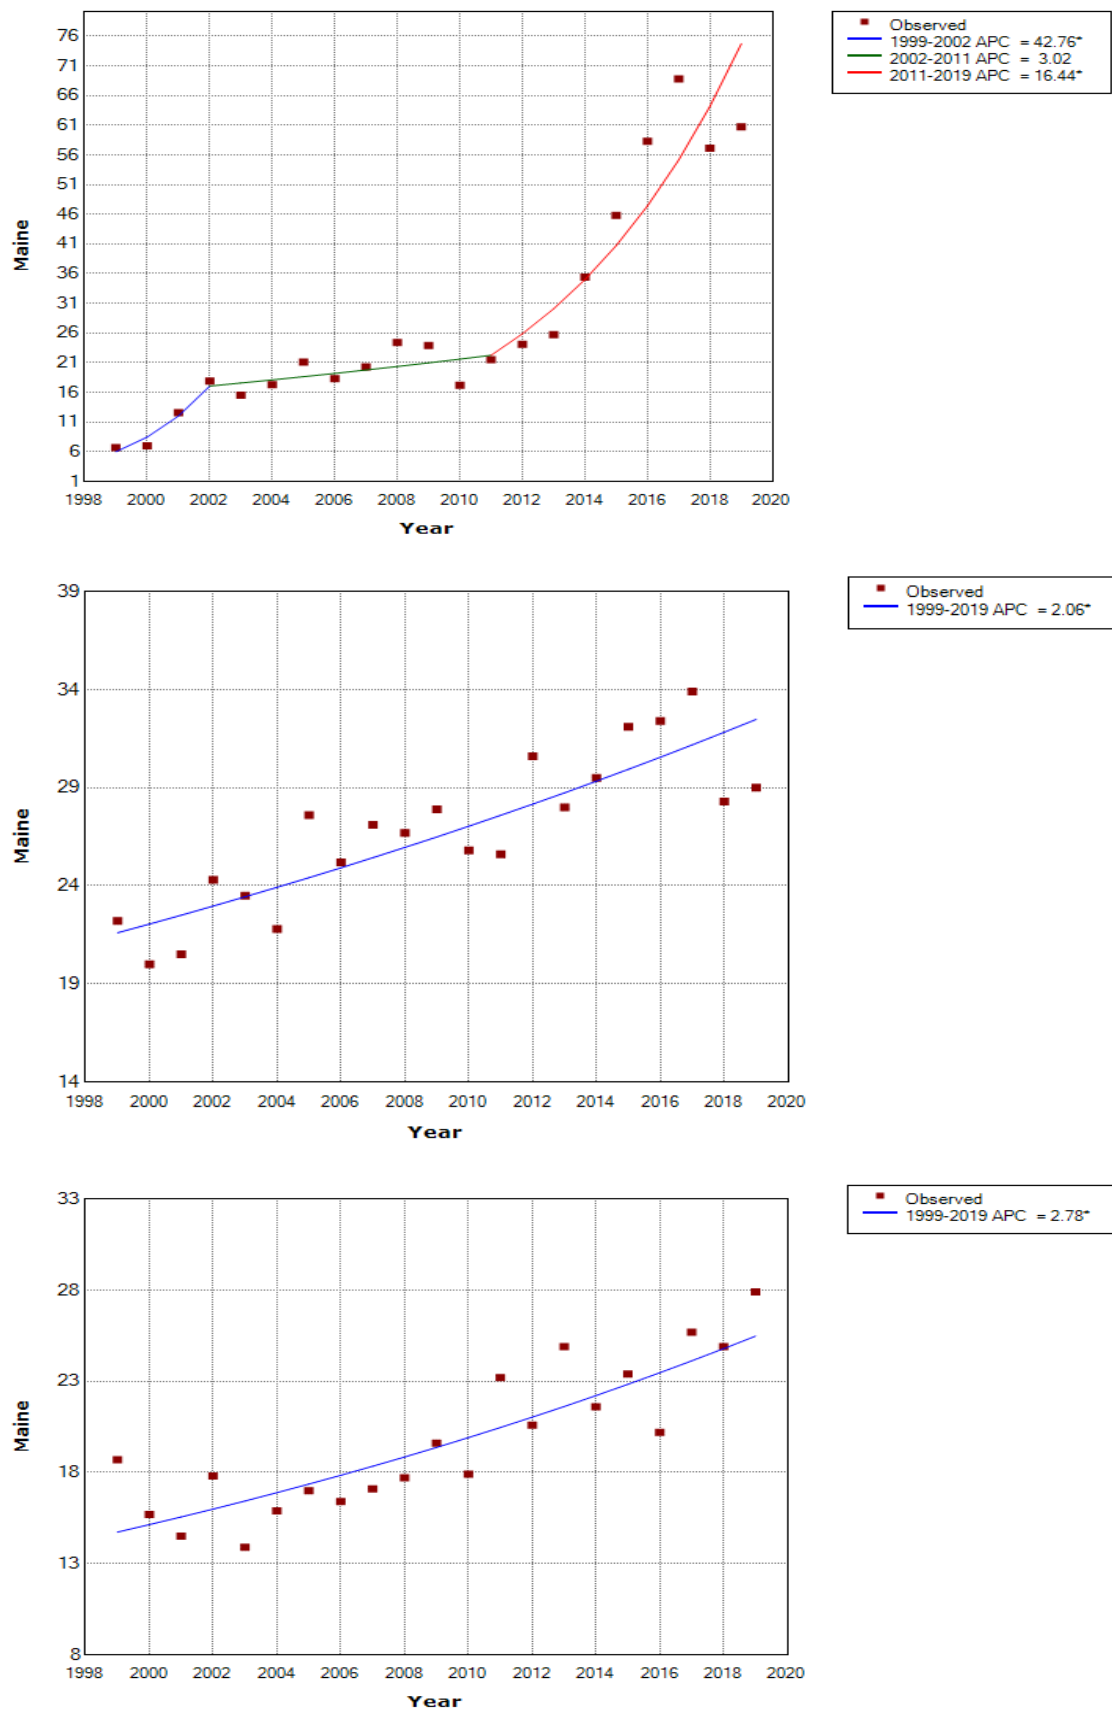 Observed
1999-2002 APC = 42.76*
2002-2011 APC = 3.02
2011-2019 APC = 16.44*
76
71
66
61
56
51
46
41
36
31
26
21
16
11
6
1
Maine
1998 2000 2002 2004 2006 2008 2010 2012 2014 2016 2018 2020
Year
Observed
1999-2019 APC = 2.06*
39
34
29
24
19
14
Maine
1998 2000 2002 2004 2006 2008 2010 2012 2014 2016 2018 2020
Year
Observed
1999-2019 APC = 2.78*
33
28
23
18
13
8
Maine
1998 2000 2002 2004 2006 2008 2010 2012 2014 2016 2018 2020
Year